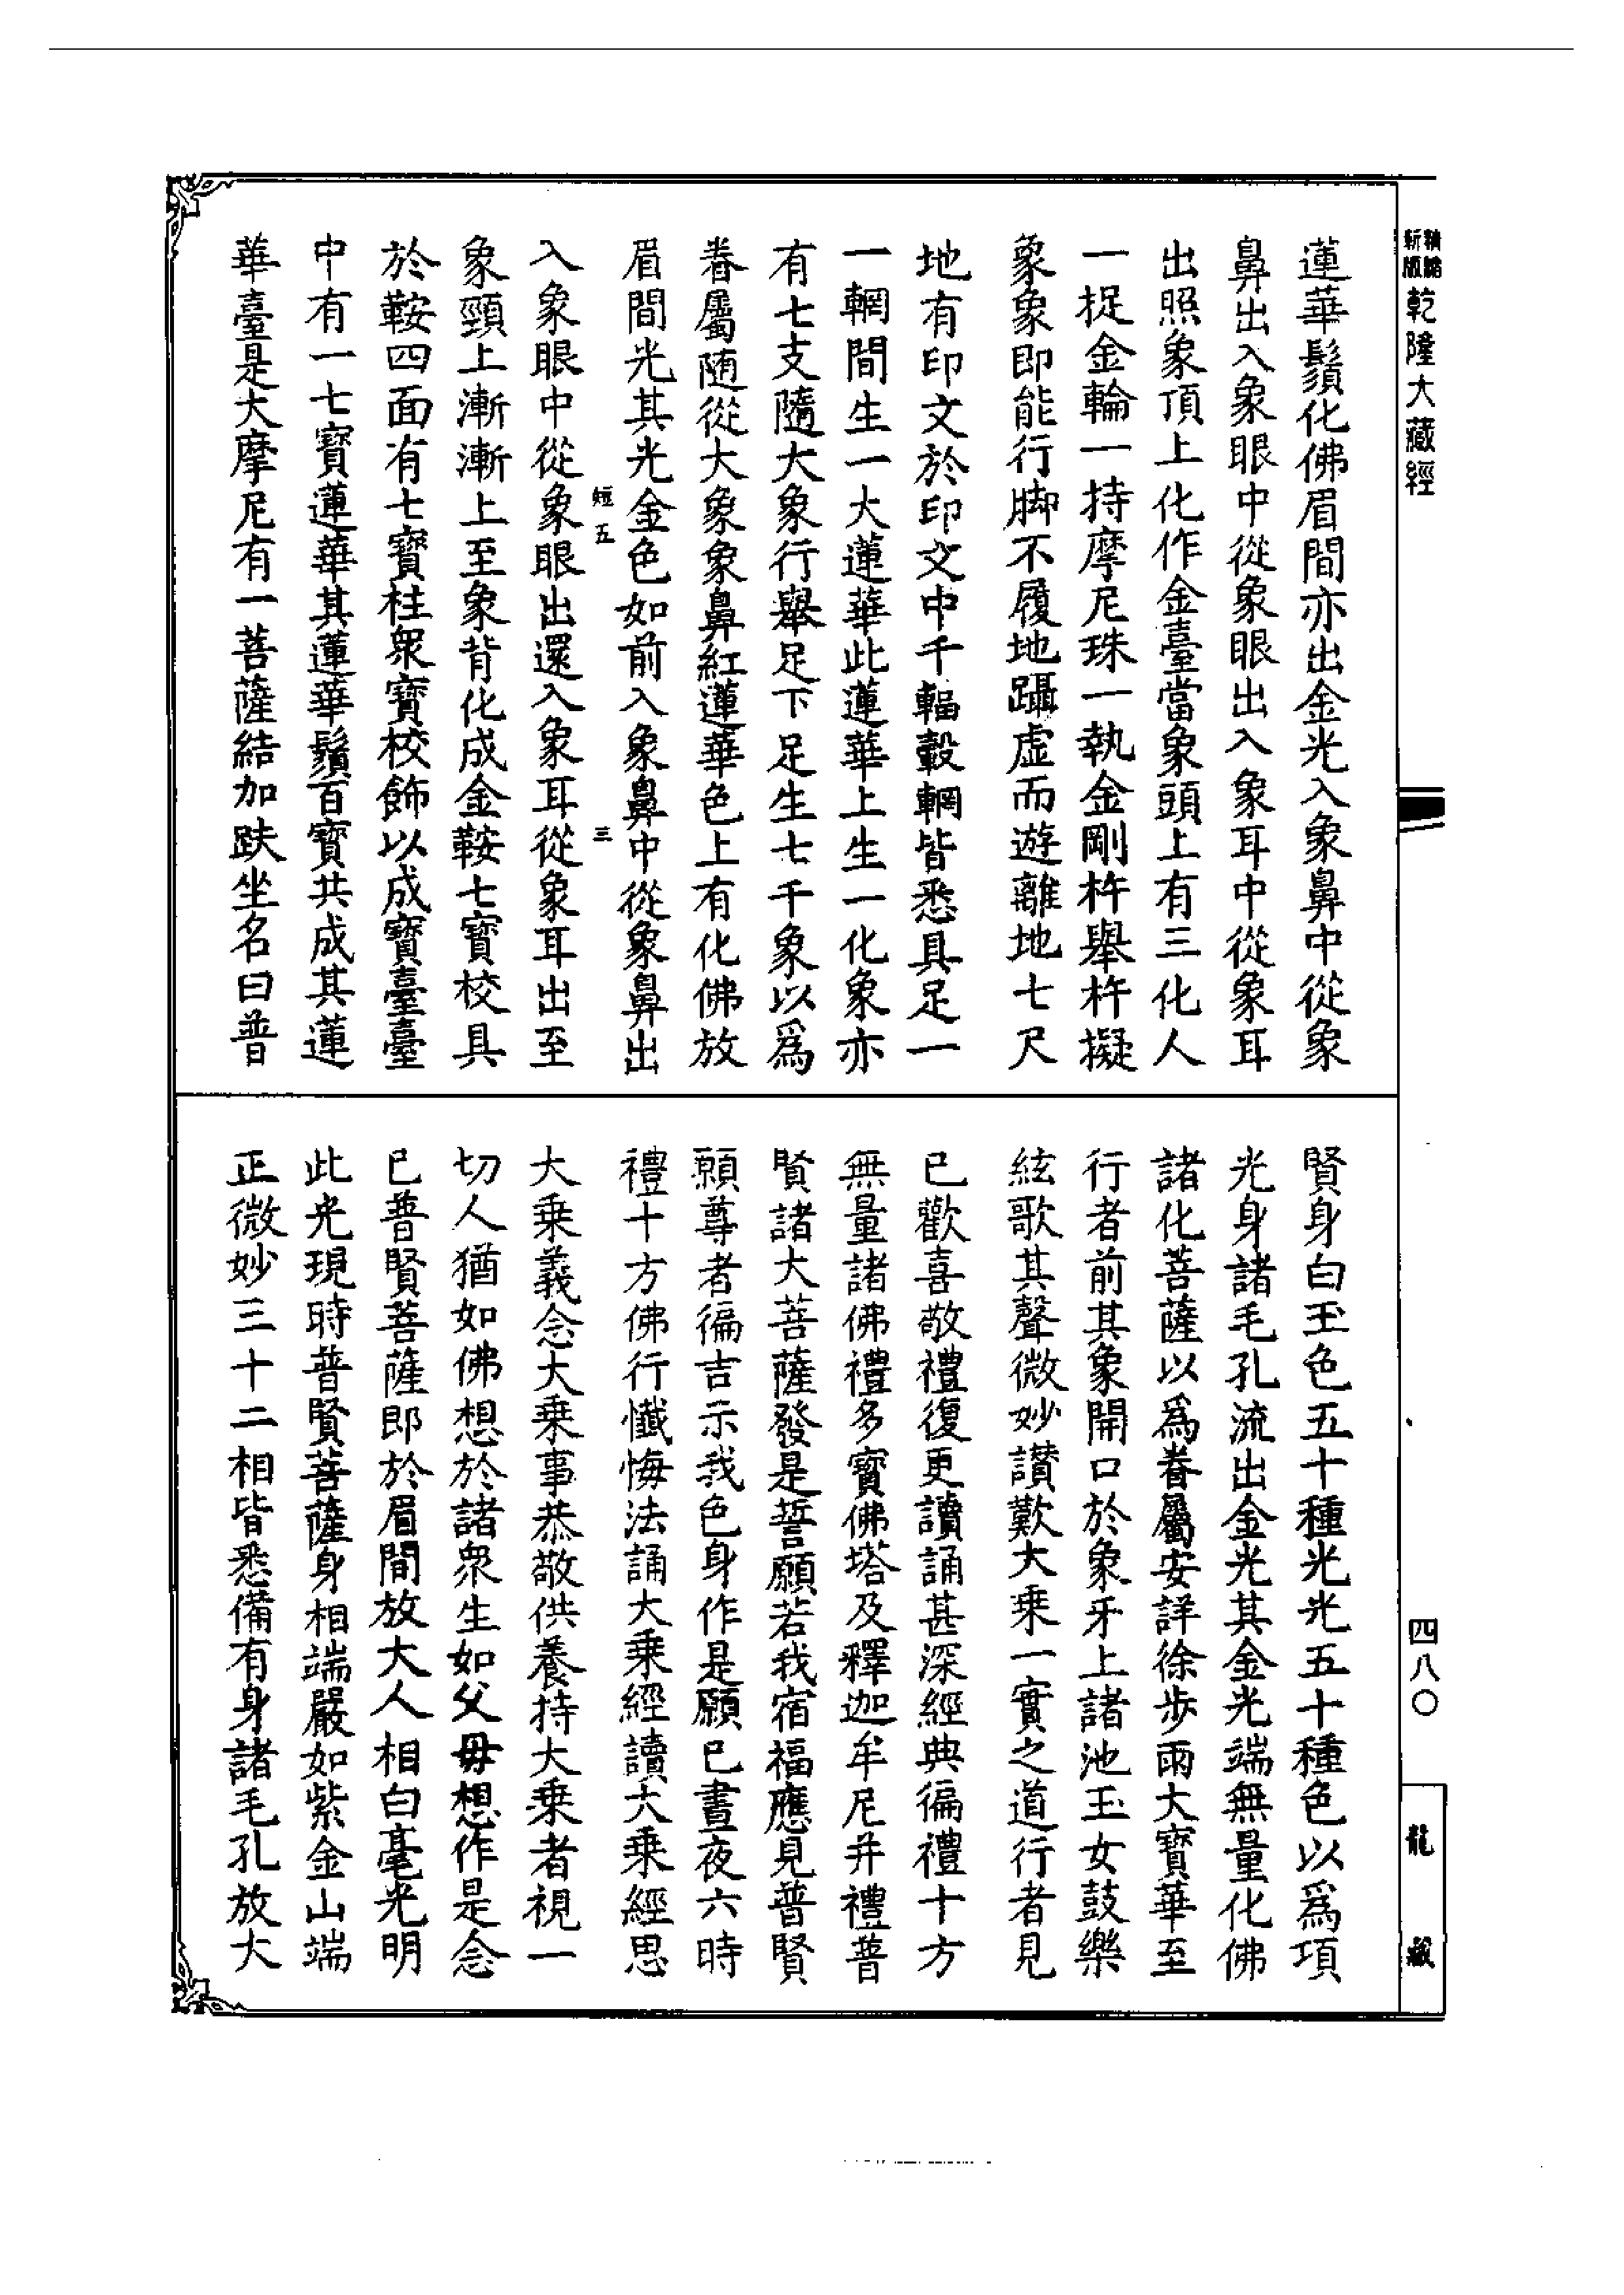 精縮
新版
乾隆大藏經
四八〇
龍藏
蓮華鬚化佛眉間亦出金光入象鼻中從象
鼻出入象眼中從象眼出入象耳中從象耳
出照象頂上化作金臺當象頭上有三化人
一捉金輪一持摩尼珠一執金剛杵舉杵擬
象象即能行脚不履地躡虛而遊離地七尺
地有印文於印文中千輻轂輞皆悉具足一
一輞間生一大蓮華此蓮華上生一化象亦
有七支隨大象行舉足下足生七千象以爲
眷屬隨從大象象鼻紅蓮華色上有化佛放
眉間光其光金色如前入象鼻中從象鼻出
短五
三
入象眼中從象眼出還入象耳從象耳出至
象頸上漸漸上至象背化成金鞍七寶校具
於鞍四面有七寶柱衆寶校飾以成寶臺臺
中有一七寶蓮華其蓮華鬚百寶共成其蓮
華臺是大摩尼有一菩薩結加趺坐名曰普
賢身白玉色五十種光光五十種色以爲項
光身諸毛孔流出金光其金光端無量化佛
諸化菩薩以爲眷屬安詳徐步雨大寶華至
行者前其象開口於象牙上諸池玉女鼓樂
絃歌其聲微妙讃歎大乘一實之道行者見
已歡喜敬禮復更讀誦甚深經典徧禮十方
無量諸佛禮多寶佛塔及釋迦牟尼并禮普
賢諸大菩薩發是誓願若我宿福應見普賢
願尊者徧吉示我色身作是願已晝夜六時
禮十方佛行懺悔法誦大乘經讀大乘經思
大乘義念大乘事恭敬供養持大乘者視一
切人猶如佛想於諸衆生如父母想作是念
已普賢菩薩即於眉間放大人相白毫光明
此光現時普賢菩薩身相端嚴如紫金山端
正微妙三十二相皆悉備有身諸毛孔放大